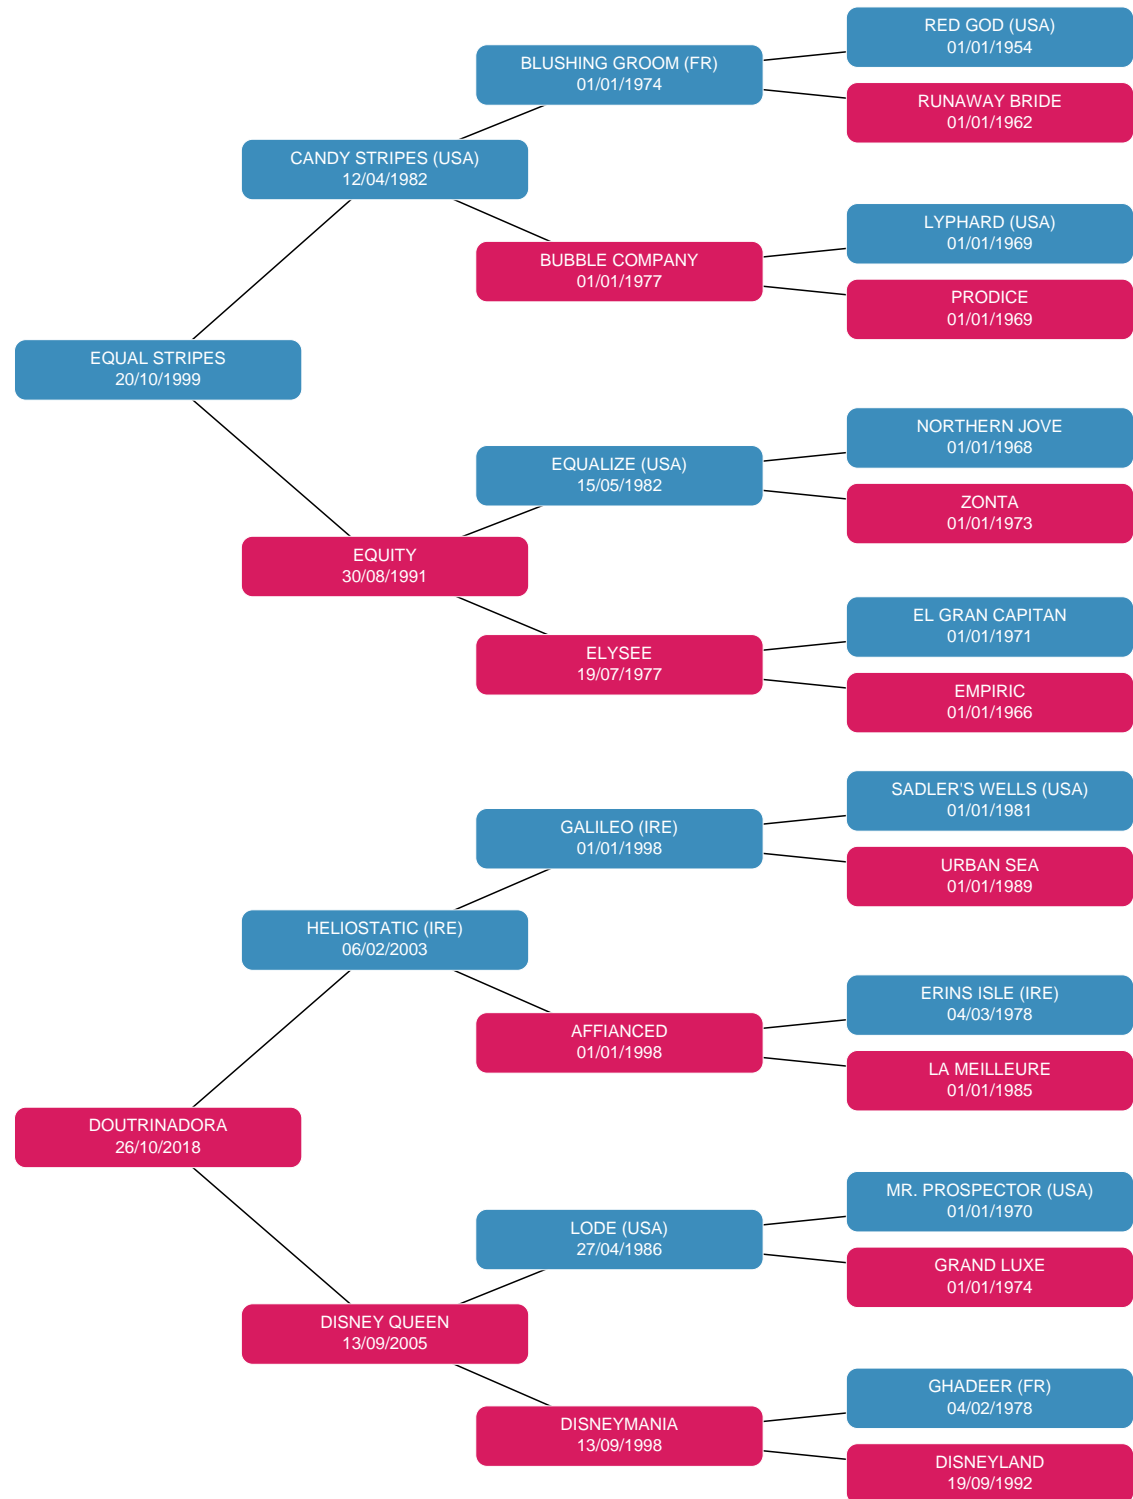 RED GOD (USA)
01/01/1954
BLUSHING GROOM (FR)
01/01/1974
RUNAWAY BRIDE
01/01/1962
CANDY STRIPES (USA)
12/04/1982
LYPHARD (USA)
01/01/1969
BUBBLE COMPANY
01/01/1977
PRODICE
01/01/1969
EQUAL STRIPES
20/10/1999
NORTHERN JOVE
01/01/1968
EQUALIZE (USA)
15/05/1982
ZONTA
01/01/1973
EQUITY
30/08/1991
EL GRAN CAPITAN
01/01/1971
ELYSEE
19/07/1977
EMPIRIC
01/01/1966
SADLER'S WELLS (USA)
01/01/1981
GALILEO (IRE)
01/01/1998
URBAN SEA
01/01/1989
HELIOSTATIC (IRE)
06/02/2003
ERINS ISLE (IRE)
04/03/1978
AFFIANCED
01/01/1998
LA MEILLEURE
01/01/1985
DOUTRINADORA
26/10/2018
MR. PROSPECTOR (USA)
01/01/1970
LODE (USA)
27/04/1986
GRAND LUXE
01/01/1974
DISNEY QUEEN
13/09/2005
GHADEER (FR)
04/02/1978
DISNEYMANIA
13/09/1998
DISNEYLAND
19/09/1992